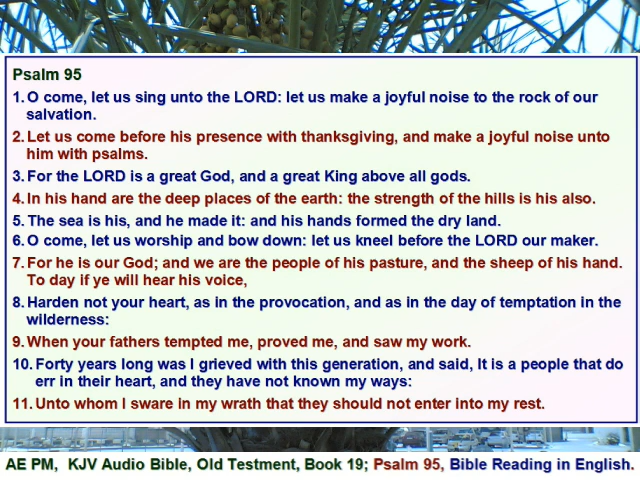 Psalm 95
1. O come, let us sing unto the LORD: let us make a joyful noise to the rock of our
salvation.
2. Let us come before his presence with thanksgiving, and make a joyful noise unto
him with psalms.
3. For the LORD is a great God, and a great King above all gods.
4. In his hand are the deep places of the earth: the strength of the hills is his also.
5. The sea is his, and he made it: and his hands formed the dry land.
6. O come, let us worship and bow down: let us kneel before the LORD our maker.
7. For he is our God; and we are the people of his pasture, and the sheep of his hand.
To day if ye will hear his voice,
8. Harden not your heart, as in the provocation, and as in the day of temptation in the
wilderness:
9. When your fathers tempted me, proved me, and saw my work.
10. Forty years long was I grieved with this generation, and said, It is a people that do
err in their heart, and they have not known my ways:
11. Unto whom I sware in my wrath that they should not enter into my rest.
AE PM, KJV Audio Bible, Old Testment, Book 19; Psalm 95, Bible Reading in English.